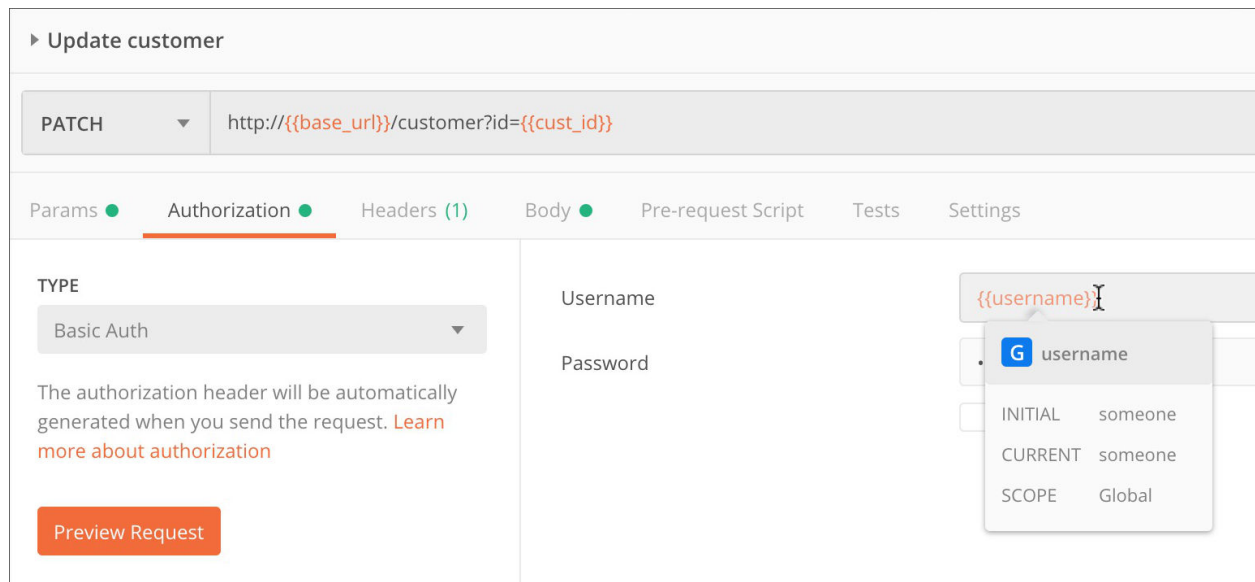 Update customer
PATCH http://{{base_url}}/customer?id={{cust_id}}
Params Authorization Headers (1) Body Pre-request Script Tests Settings
TYPE
Basic Auth
The authorization header will be automatically
generated when you send the request. Learn
more about authorization
Preview Request
Username {{username}}
Password
G username
INITIAL someone
CURRENT someone
SCOPE Global